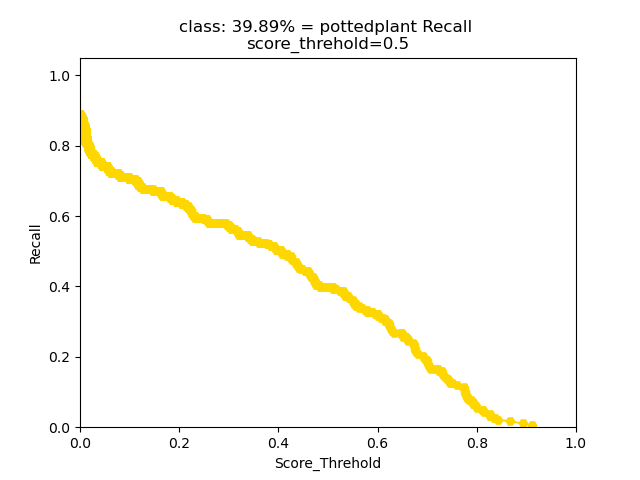 class: 39.89% = pottedplant Recall
score_threhold=0.5
Recall
1.0
0.8
0.6
0.4
0.2
0.0
0.0 0.2 0.4 0.6 0.8 1.0
Score_Threhold